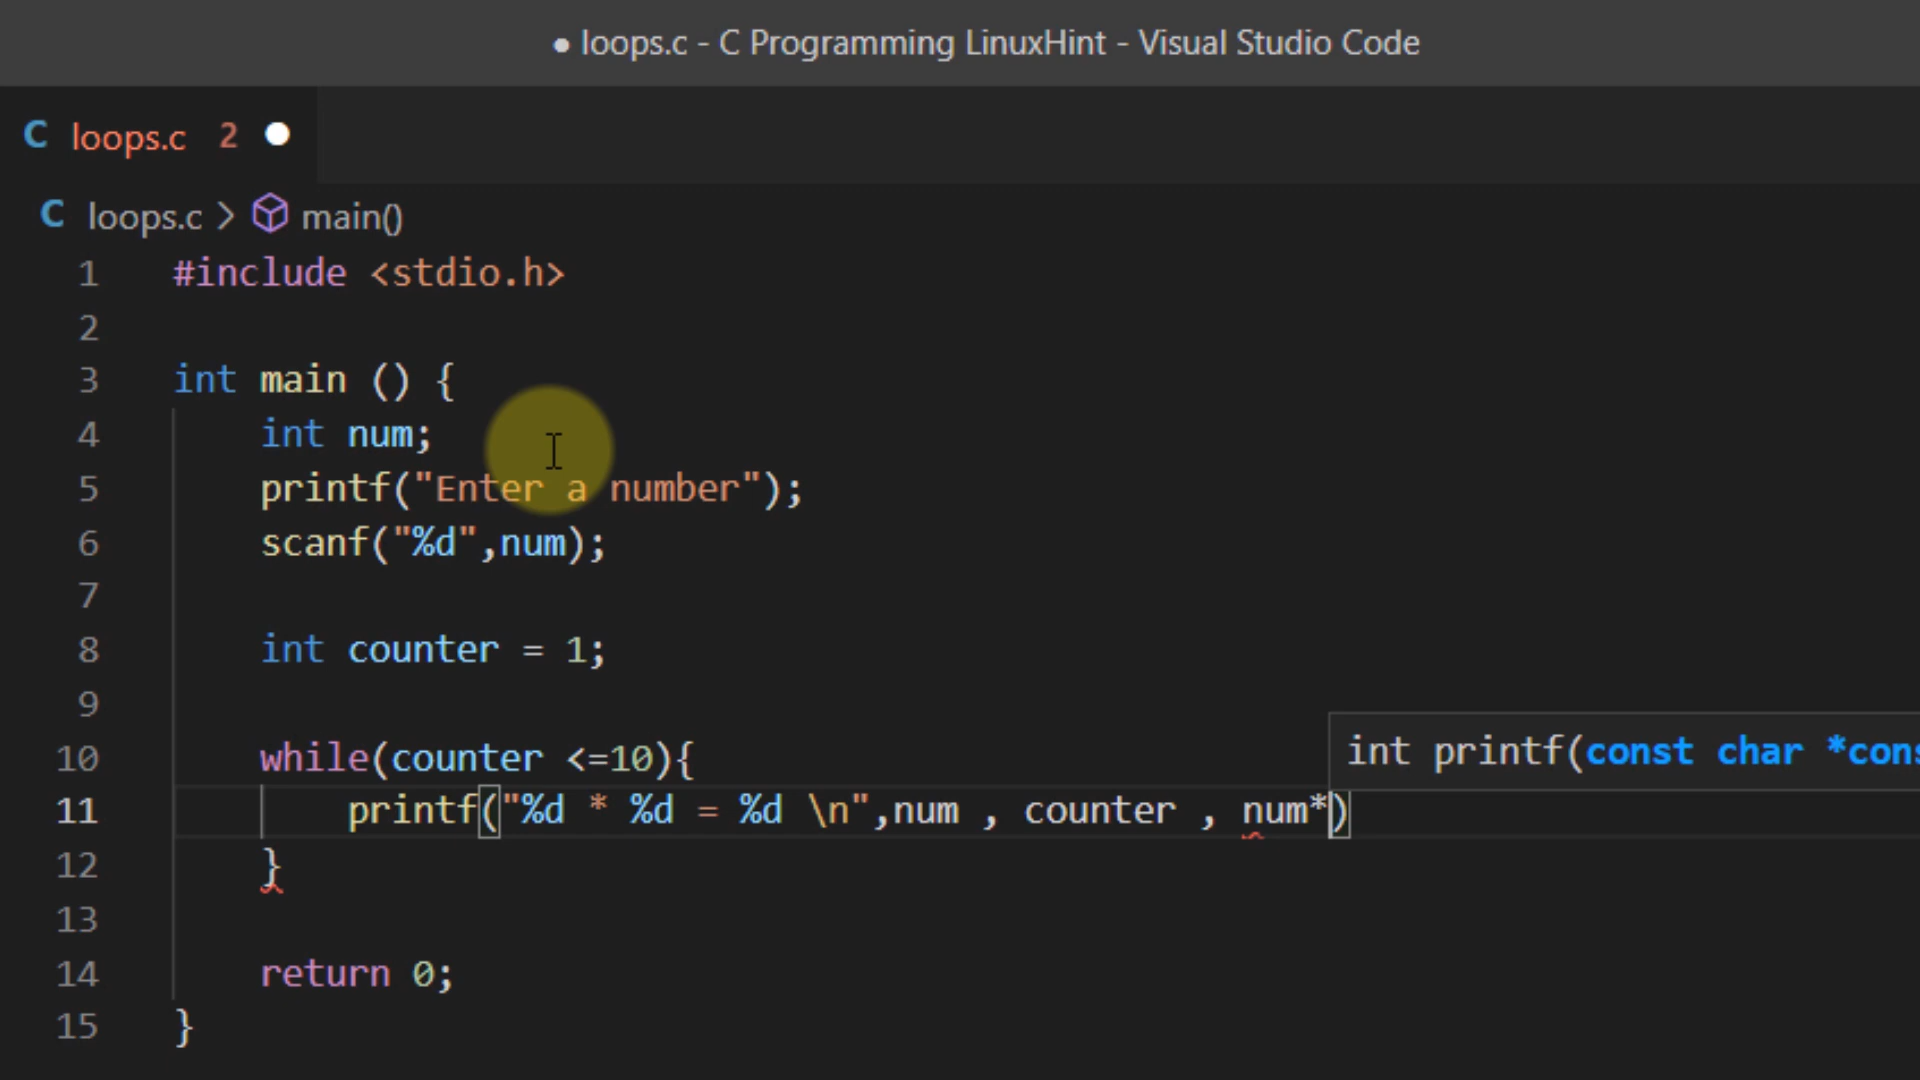 ● loops.c - C Programming LinuxHint - Visual Studio Code
C loops.c 2 ●
C loops.c > main()
1 #include <stdio.h>
2
3 int main () {
4 int num;
5 printf("Enter a number");
6 scanf("%d",num);
7
8 int counter = 1;
9
10 while(counter <=10){
int printf(const char *cons
11 printf("%d * %d = %d \n",num , counter , num*)
12 }
13
14 return 0;
15 }